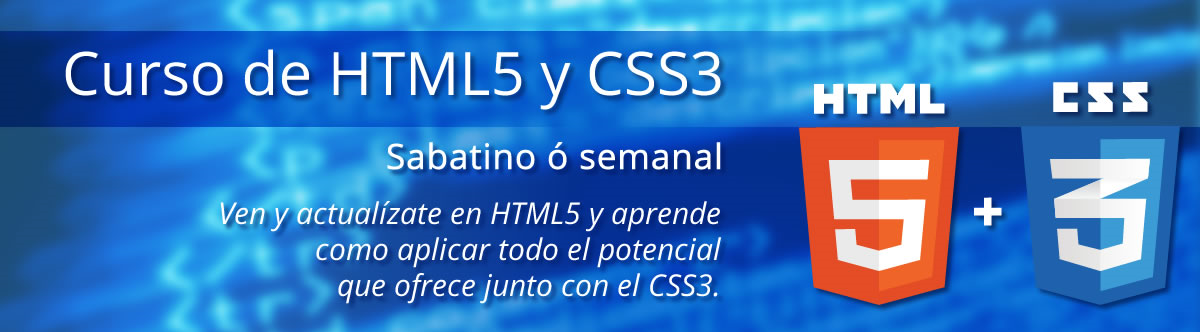 Curso de HTML5 y CSS3
Sabatino ó semanal
Ven y actualízate en HTML5 y aprende
como aplicar todo el potencial
que ofrece junto con el CSS3.
HTML
5
+
CSS
3